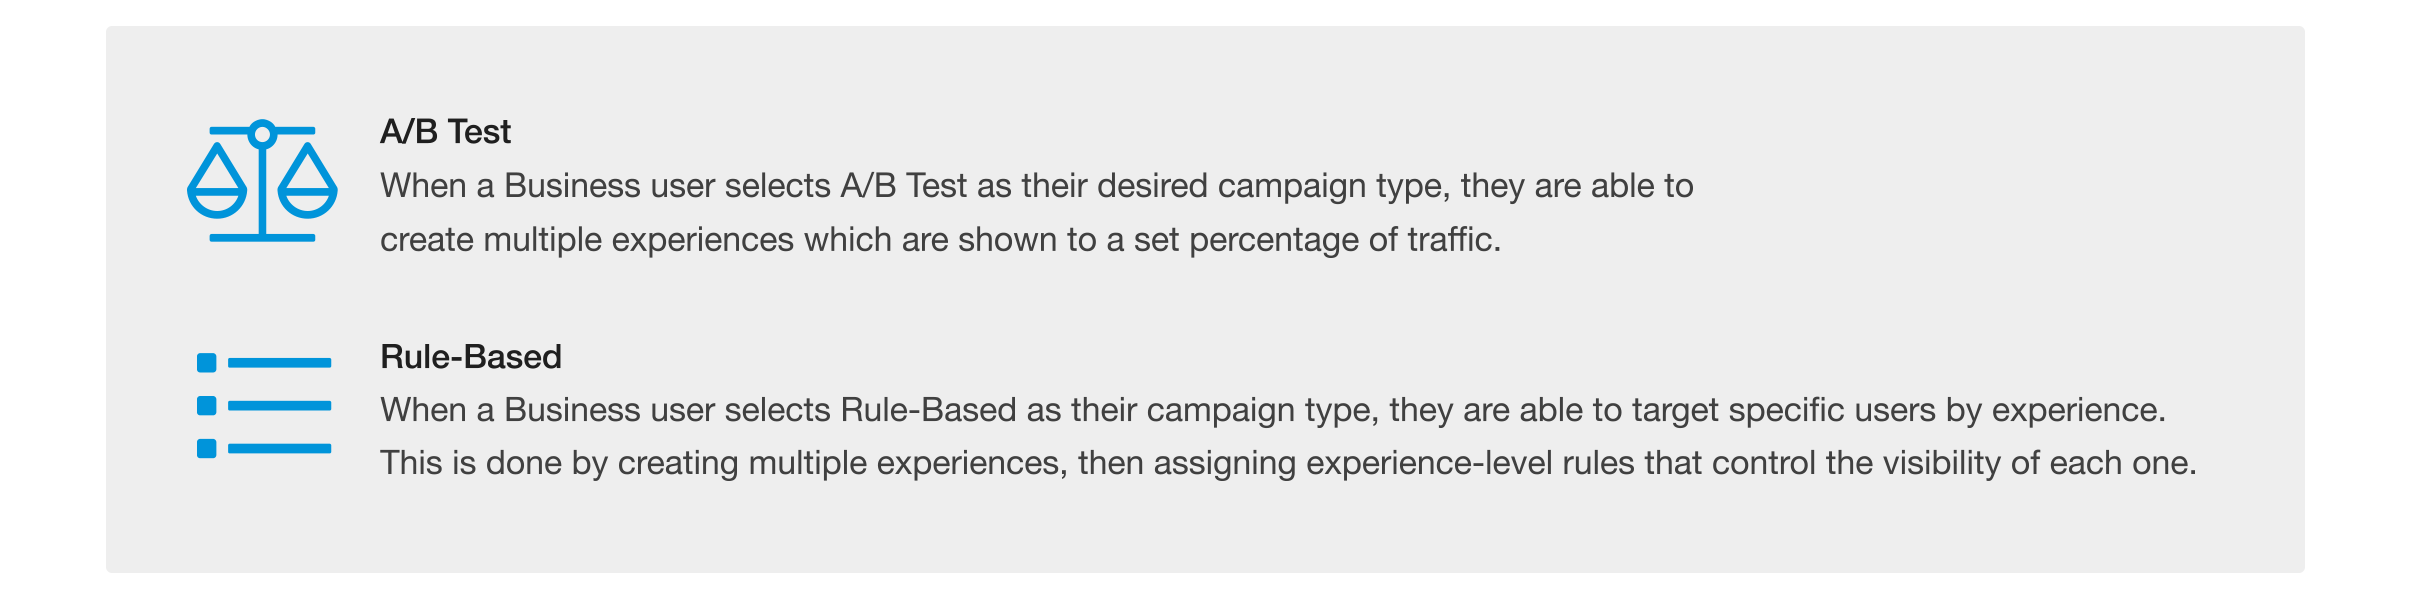 A/B Test
When a Business user selects A/B Test as their desired campaign type, they are able to
create multiple experiences which are shown to a set percentage of traffic.
Rule-Based
When a Business user selects Rule-Based as their campaign type, they are able to target specific users by experience.
This is done by creating multiple experiences, then assigning experience-level rules that control the visibility of each one.